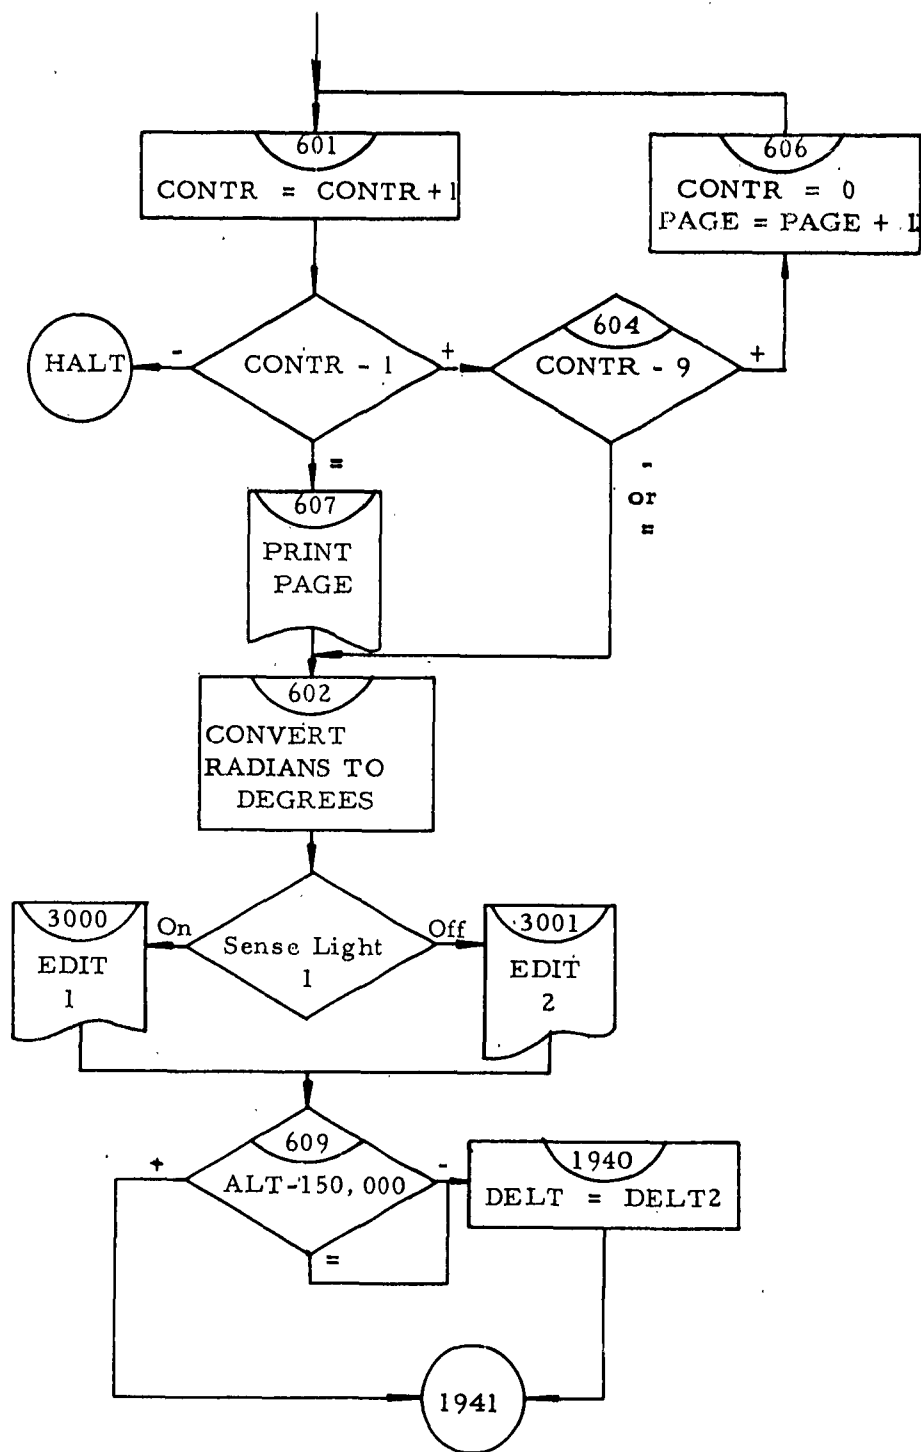 601
CONTR = CONTR + 1
606
CONTR = 0
PAGE = PAGE + 1
HALT
-
CONTR - 1
+
604
CONTR - 9
+
=
-
or
=
607
PRINT
PAGE
602
CONVERT
RADIANS TO
DEGREES
3000
EDIT
1
On
Sense Light
1
Off
3001
EDIT
2
+
609
ALT-150,000
-
=
1940
DELT = DELT2
1941